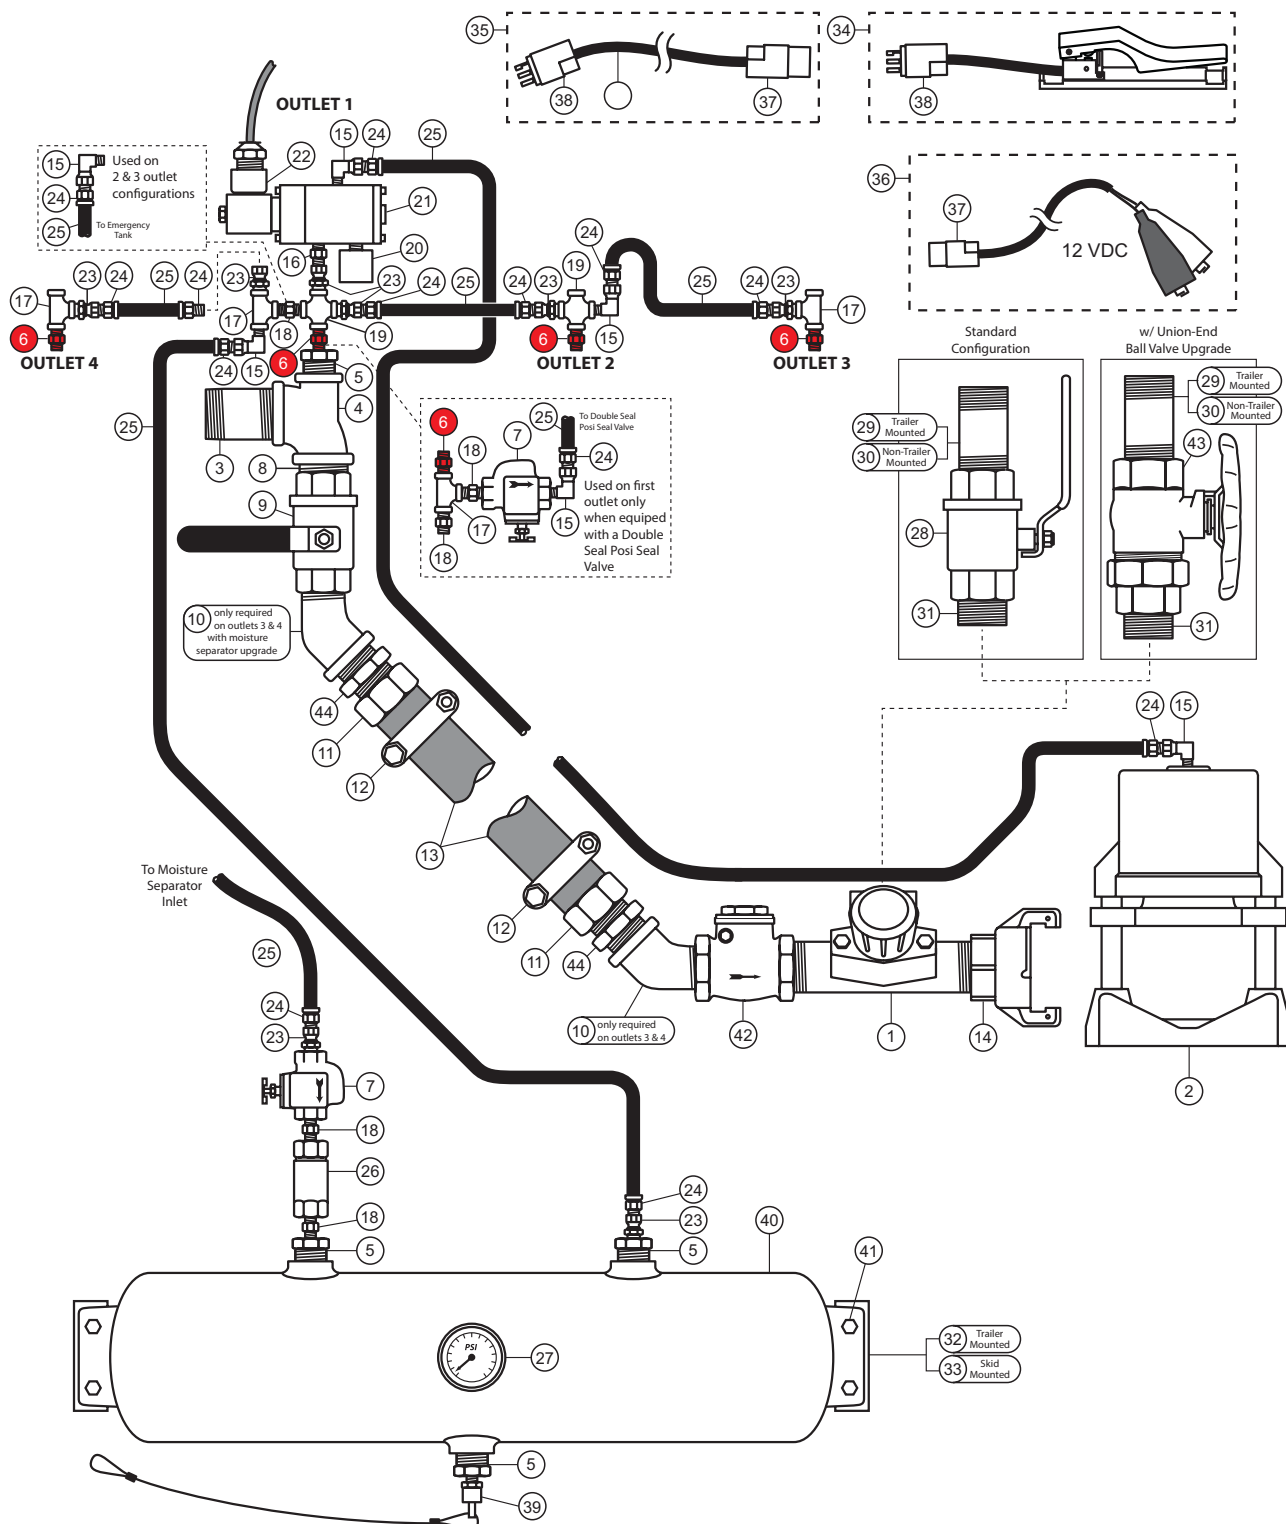 35
38
37
34
38
OUTLET 1
15
Used on
2 & 3 outlet
configurations
24
25
To Emergency
Tank
22
15
24
25
21
20
16
36
37
12 VDC
23
24
25
24
23
23
24
25
24
23
19
24
25
24
23
17
6
OUTLET 4
17
18
19
6
6
OUTLET 2
15
6
OUTLET 3
17
24
15
5
4
25
3
8
9
6
18
7
25
To Double Seal
Posi Seal Valve
24
17
18
15
Used on first
outlet only
when equiped
with a Double
Seal Posi Seal
Valve
Standard
Configuration
29
Trailer
Mounted
30
Non-Trailer
Mounted
28
31
w/ Union-End
Ball Valve Upgrade
29
Trailer
Mounted
30
Non-Trailer
Mounted
43
31
10
only required
on outlets 3 & 4
with moisture
separator upgrade
44
11
12
13
12
11
44
10
only required
on outlets 3 & 4
42
1
14
24
15
2
To Moisture
Separator
Inlet
25
24
23
7
18
26
18
5
24
23
5
40
41
PSI
27
32
Trailer
Mounted
33
Skid
Mounted
5
39